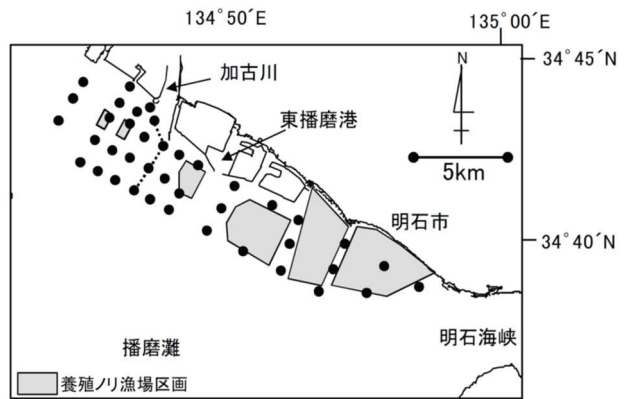 134°50´E
135°00´E
34°45´N
加古川
N
東播磨港
5km
明石市
34°40´N
播磨灘
明石海峡
養殖ノリ漁場区画